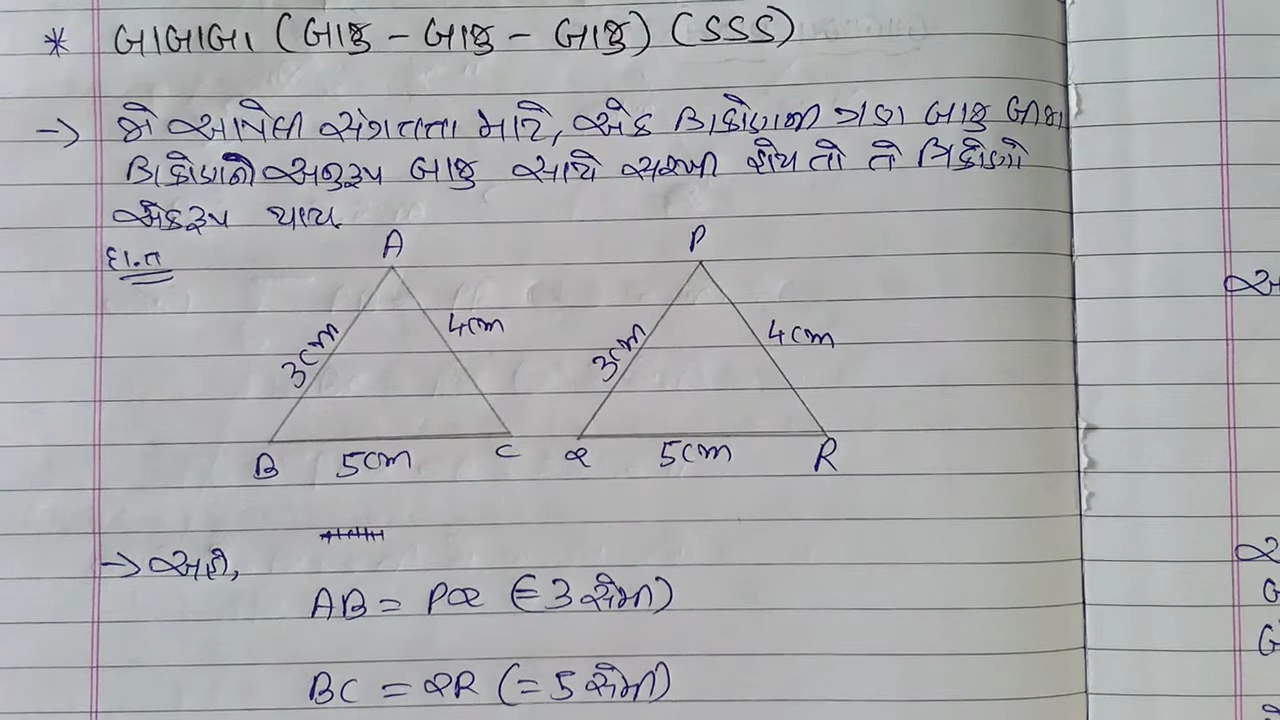 * બાબાબા (બાજુ - બાજુ - બાજુ) (SSS)
→ જો આપેલી સંગતતા માટે, એક ત્રિકોણની ત્રણ બાજુ બીજા
ત્રિકોણની અનુરૂપ બાજુ સાથે સરખી હોય તો તે ત્રિકોણો
એકરૂપ થાય
દા.ત
A
P
3cm
4cm
3cm
4cm
B 5cm C
Q 5cm R
→ અહીં,
AB = PQ (= 3 સેમી)
BC = QR (= 5 સેમી)